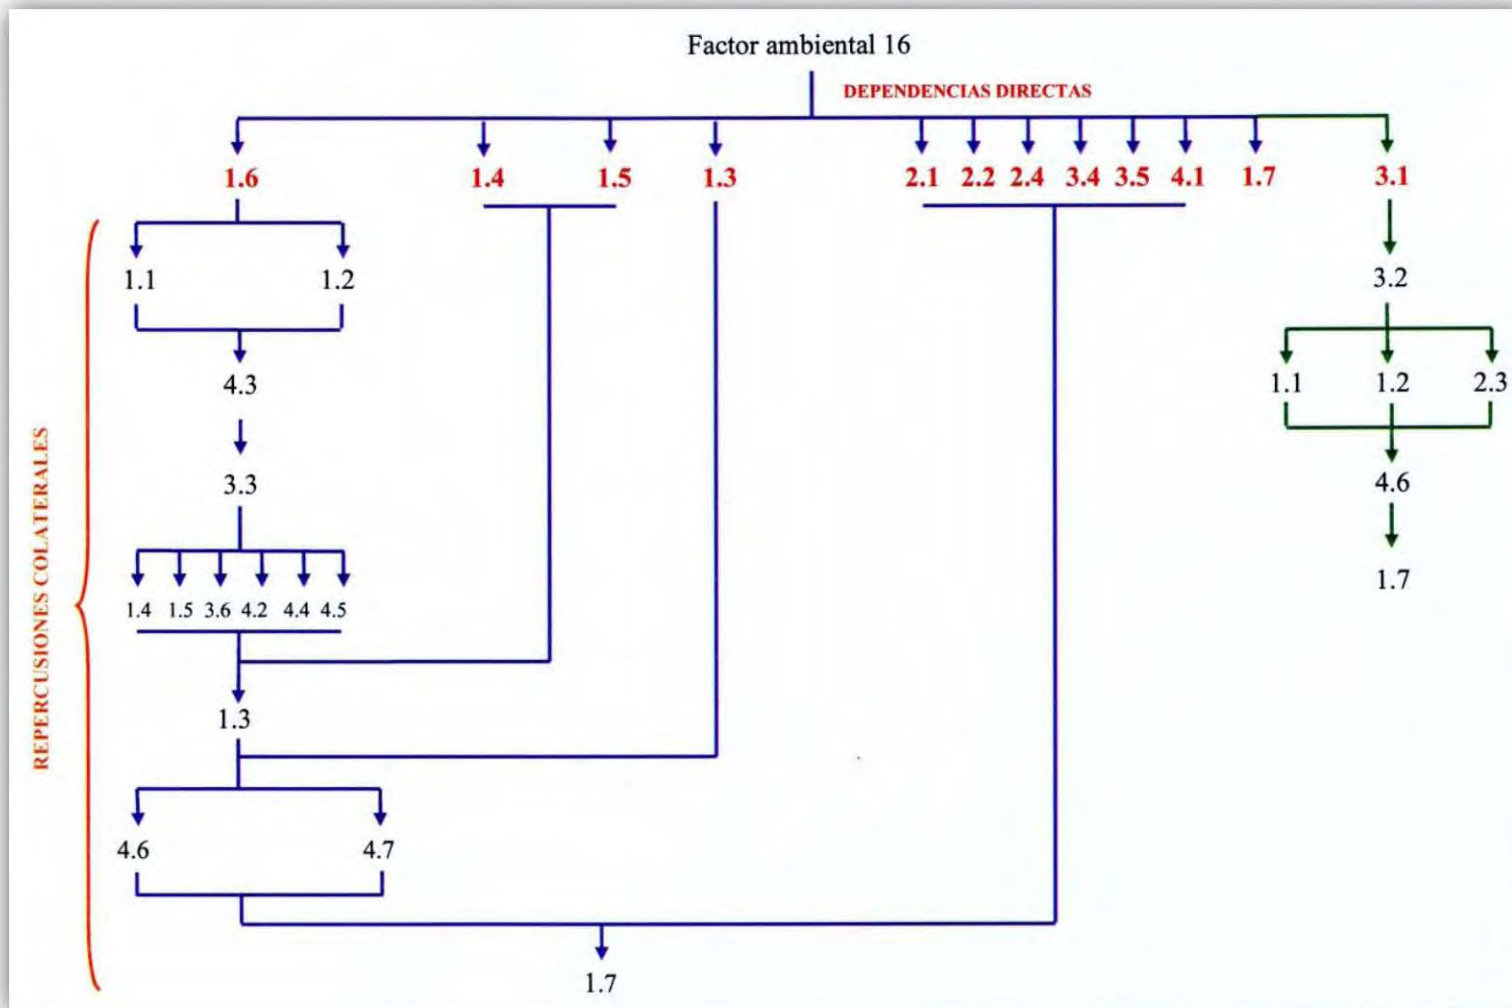 Factor ambiental 16
DEPENDENCIAS DIRECTAS
1.6 1.4 1.5 1.3 2.1 2.2 2.4 3.4 3.5 4.1 1.7 3.1
REPERCUSIONES COLATERALES
1.1 1.2 3.2
4.3 1.1 1.2 2.3
3.3 4.6
1.4 1.5 3.6 4.2 4.4 4.5 1.7
1.3
4.6 4.7
1.7